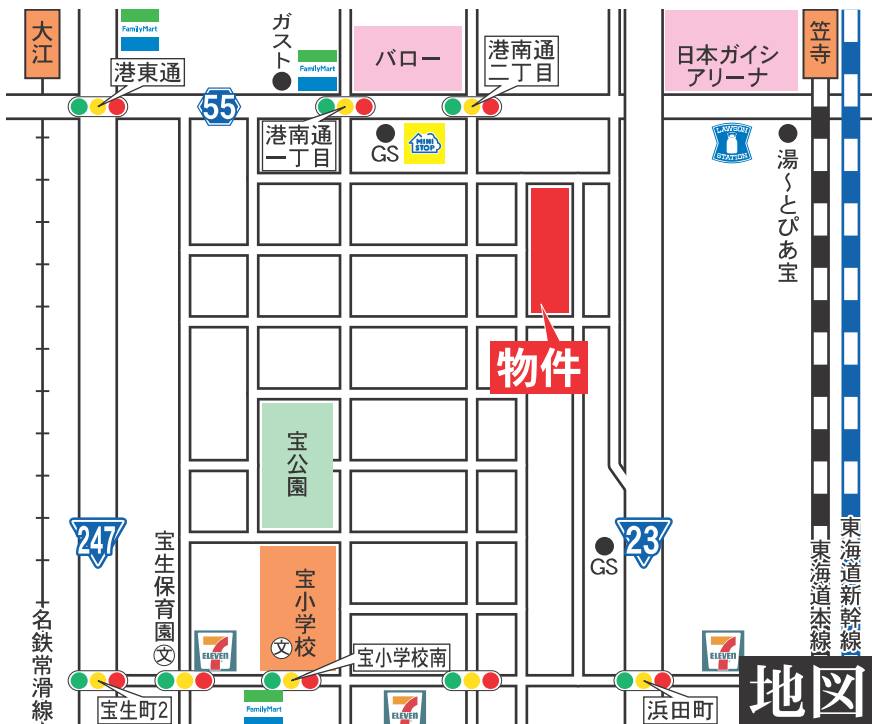 大江
FamilyMart
ガスト
FamilyMart
バロー
港南通
二丁目
日本ガイシ
アリーナ
笠寺
港東通
55
港南通
一丁目
GS
MINI
STOP
LAWSON
STATION
湯〜とぴあ宝
物件
宝公園
247
宝生保育園
文
宝小学校
文
GS
23
東海道本線
東海道新幹線
名鉄常滑線
7
ELEVEN
宝小学校南
7
ELEVEN
宝生町2
FamilyMart
7
ELEVEN
浜田町
地図